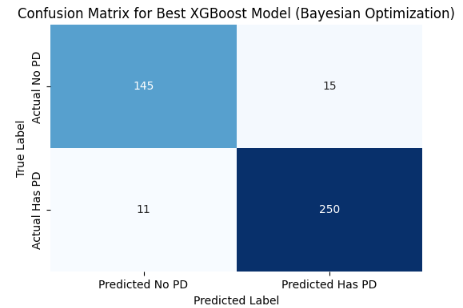 Confusion Matrix for Best XGBoost Model (Bayesian Optimization)
True Label
Actual No PD
145
15
Actual Has PD
11
250
Predicted No PD
Predicted Has PD
Predicted Label